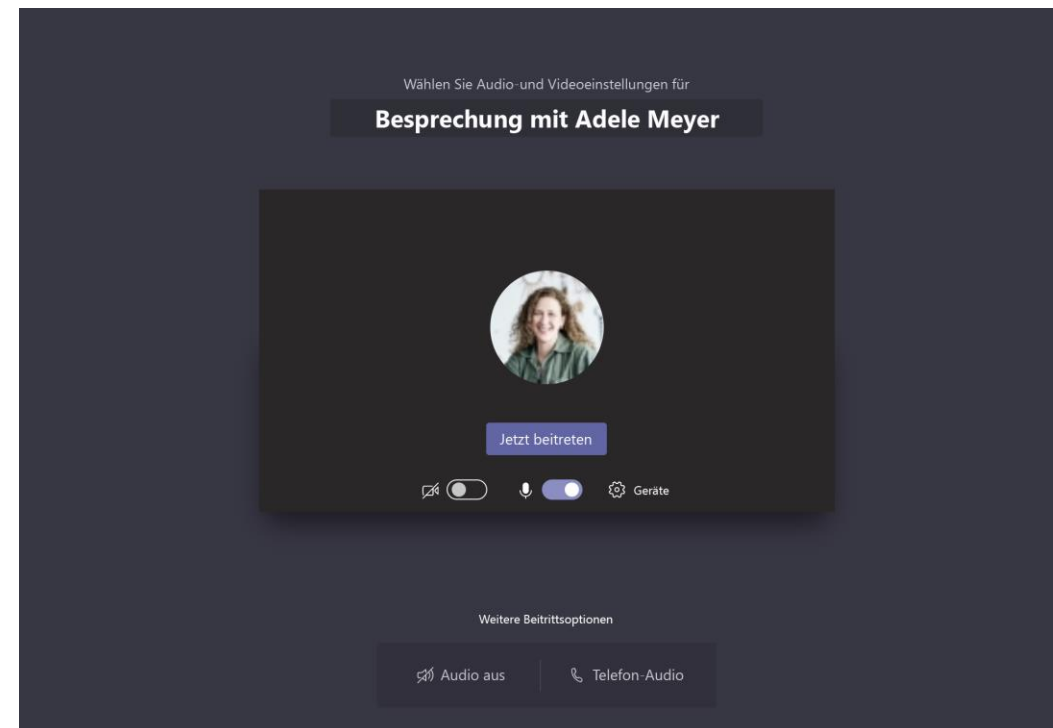 Wählen Sie Audio-und Videoeinstellungen für
Besprechung mit Adele Meyer
Jetzt beitreten
Geräte
Weitere Beitrittsoptionen
Audio aus
Telefon-Audio